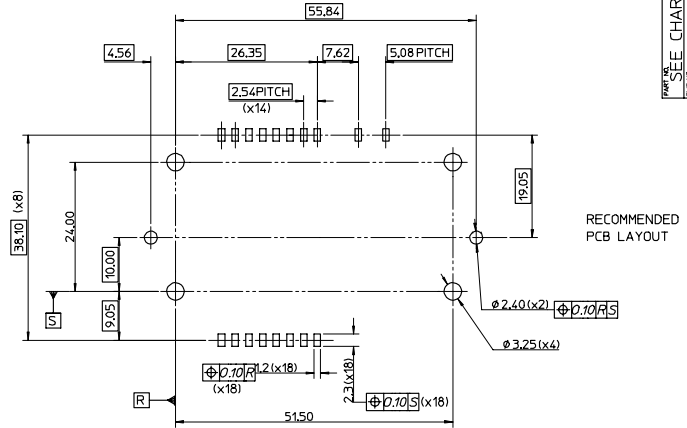 55.84
4.56
26.35
7.62
5.08 PITCH
2.54PITCH
(x14)
PART NO.
SEE CHAR
38.10 (x8)
24.00
10.00
9.05
19.05
RECOMMENDED
PCB LAYOUT
S
ø 2.40 (x2) ⌖ 0.10 R S
ø 3.25 (x4)
⌖ 0.10 R
(x18)
1.2 (x18)
2.3 (x18)
⌖ 0.10 S (x18)
R
51.50